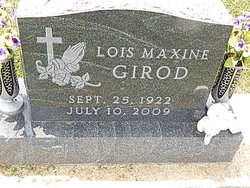 LOIS MAXINE
GIROD
SEPT. 25, 1922
JULY 10, 2009